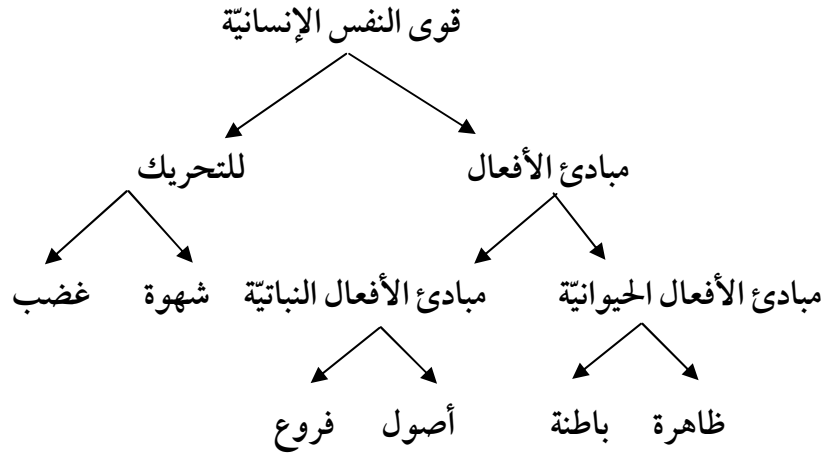 قوى النفس الإنسانيّة
مبادئ الأفعال للتحريك
مبادئ الأفعال الحيوانيّة مبادئ الأفعال النباتيّة شهوة غضب
ظاهرة باطنة أصول فروع